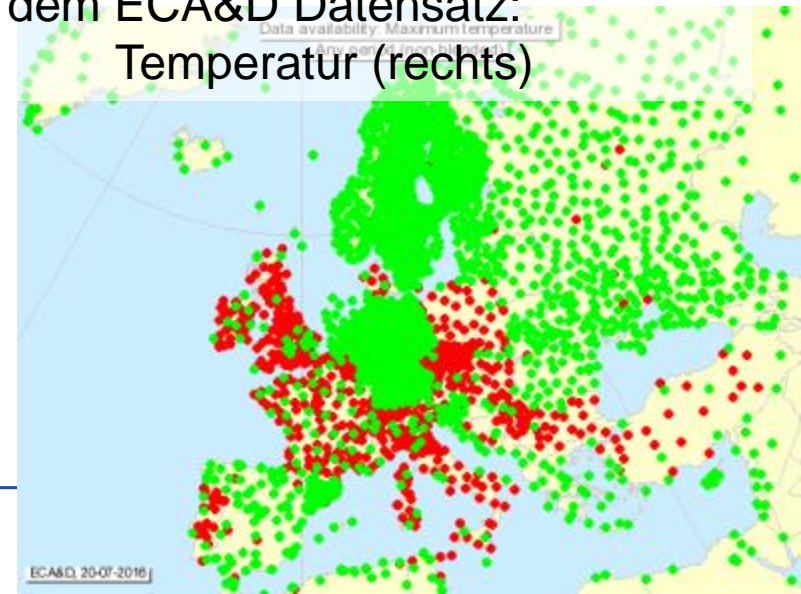 dem ECA&D Datensatz:
Data availability: Maximum temperature
Any period (non-blended)
Temperatur (rechts)
ECA&D, 20-07-2016